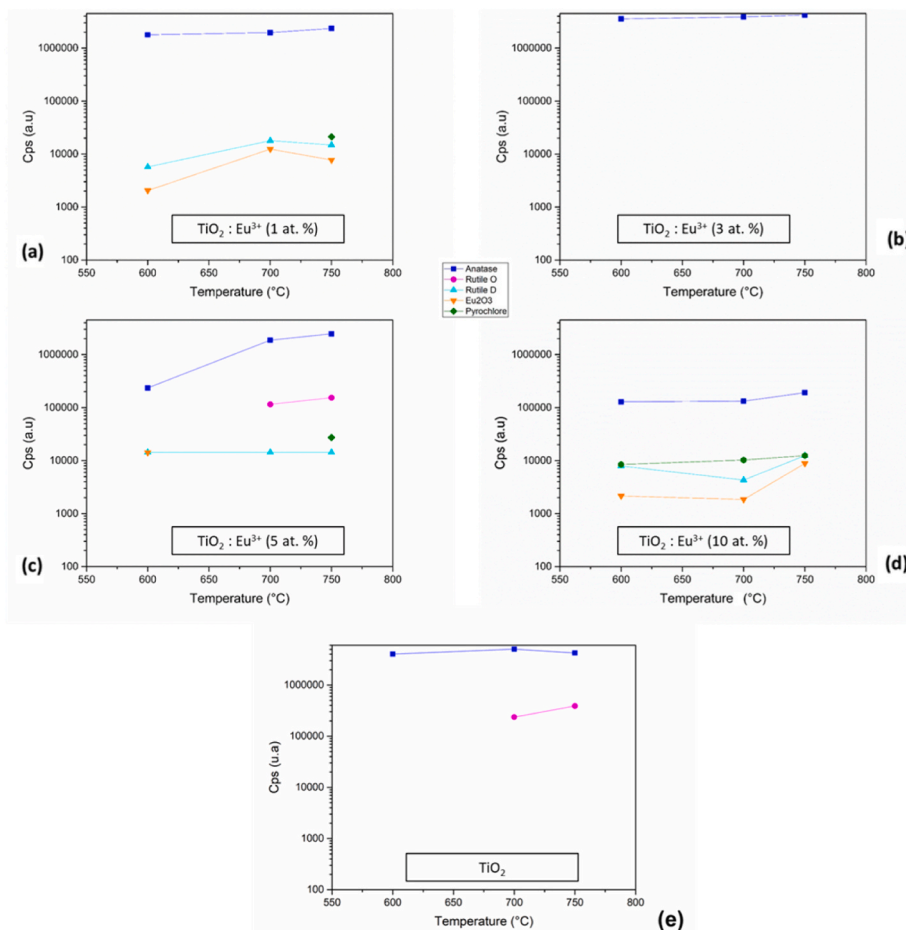 1000000
100000
10000
1000
100
Cps (a.u)
TiO₂ : Eu³⁺ (1 at. %)
(a)
550 600 650 700 750 800
Temperature (°C)
1000000
100000
10000
1000
100
Cps (a.u)
TiO₂ : Eu³⁺ (3 at. %)
(b)
550 600 650 700 750 800
Temperature (°C)
Anatase
Rutile O
Rutile D
Eu2O3
Pyrochlore
1000000
100000
10000
1000
100
Cps (a.u)
TiO₂ : Eu³⁺ (5 at. %)
(c)
550 600 650 700 750 800
Temperature (°C)
1000000
100000
10000
1000
100
Cps (a.u)
TiO₂ : Eu³⁺ (10 at. %)
(d)
550 600 650 700 750 800
Temperature (°C)
1000000
100000
10000
1000
100
Cps (u.a)
TiO₂
550 600 650 700 750 800
Temperature (°C)
(e)